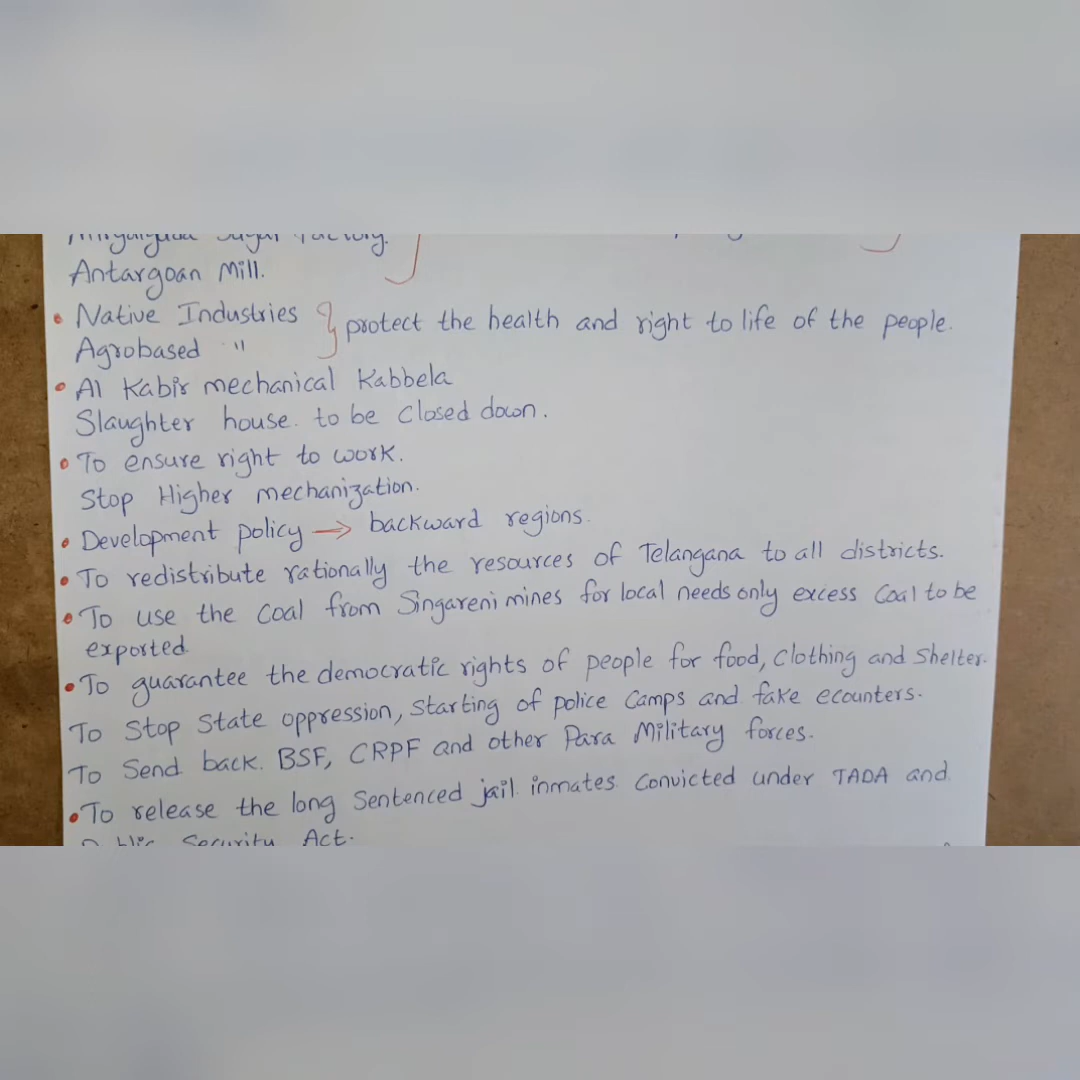 Sugar Factory.
Antargoan Mill.
• Native Industries } protect the health and right to life of the people.
Agrobased "
• Al Kabir mechanical Kabbela
Slaughter house. to be Closed down.
• To ensure right to work.
Stop Higher mechanization.
• Development policy → backward regions.
• To redistribute rationally the resources of Telangana to all districts.
• To use the Coal from Singareni mines for local needs only excess Coal to be
exported.
• To guarantee the democratic rights of people for food, Clothing and Shelter.
To Stop State oppression, Starting of police Camps and fake ecounters.
To Send back. BSF, CRPF and other Para Military forces.
• To release the long Sentenced jail inmates Convicted under TADA and
Public Security Act.